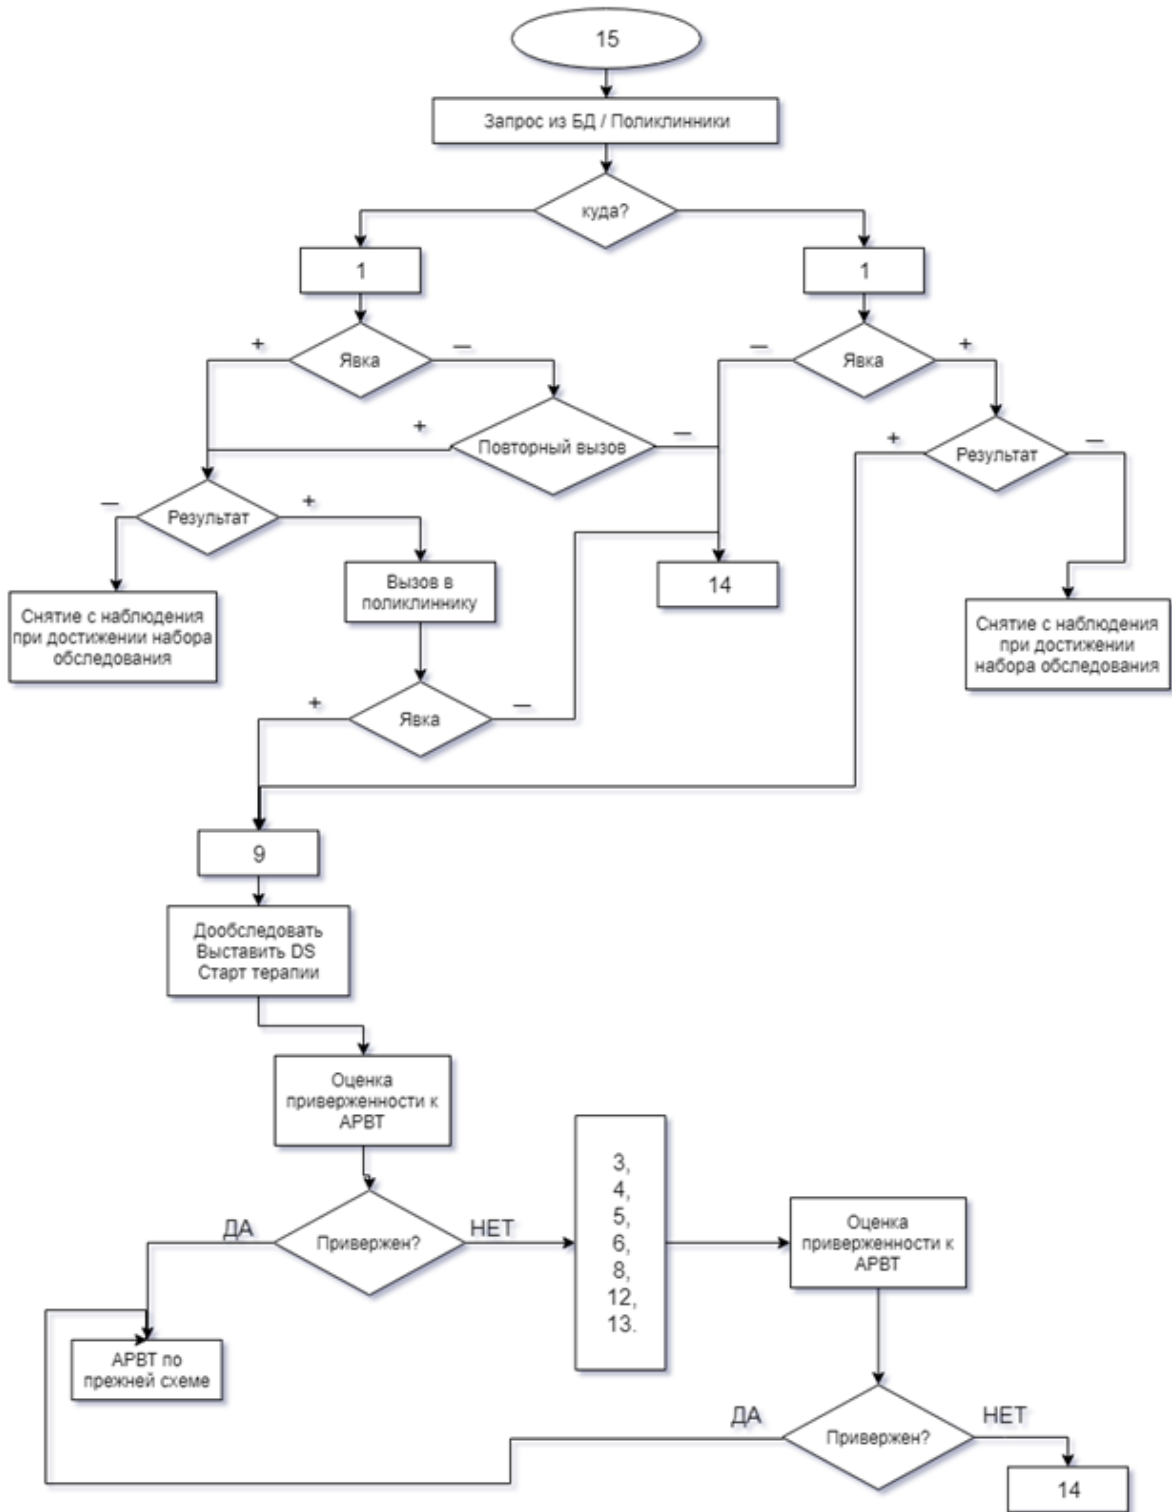 15
Запрос из БД / Поликлинники
куда?
1
1
+
Явка
—
—
Явка
+
+
Повторный вызов
—
+
Результат
—
—
Результат
+
Вызов в
поликлиннику
14
Снятие с наблюдения
при достижении набора
обследования
Снятие с наблюдения
при достижении
набора обследования
+
Явка
—
9
Дообследовать
Выставить DS
Старт терапии
Оценка
приверженности к
АРВТ
ДА
Привержен?
НЕТ
3,
4,
5,
6,
8,
12,
13.
Оценка
приверженности к
АРВТ
АРВТ по
прежней схеме
ДА
Привержен?
НЕТ
14